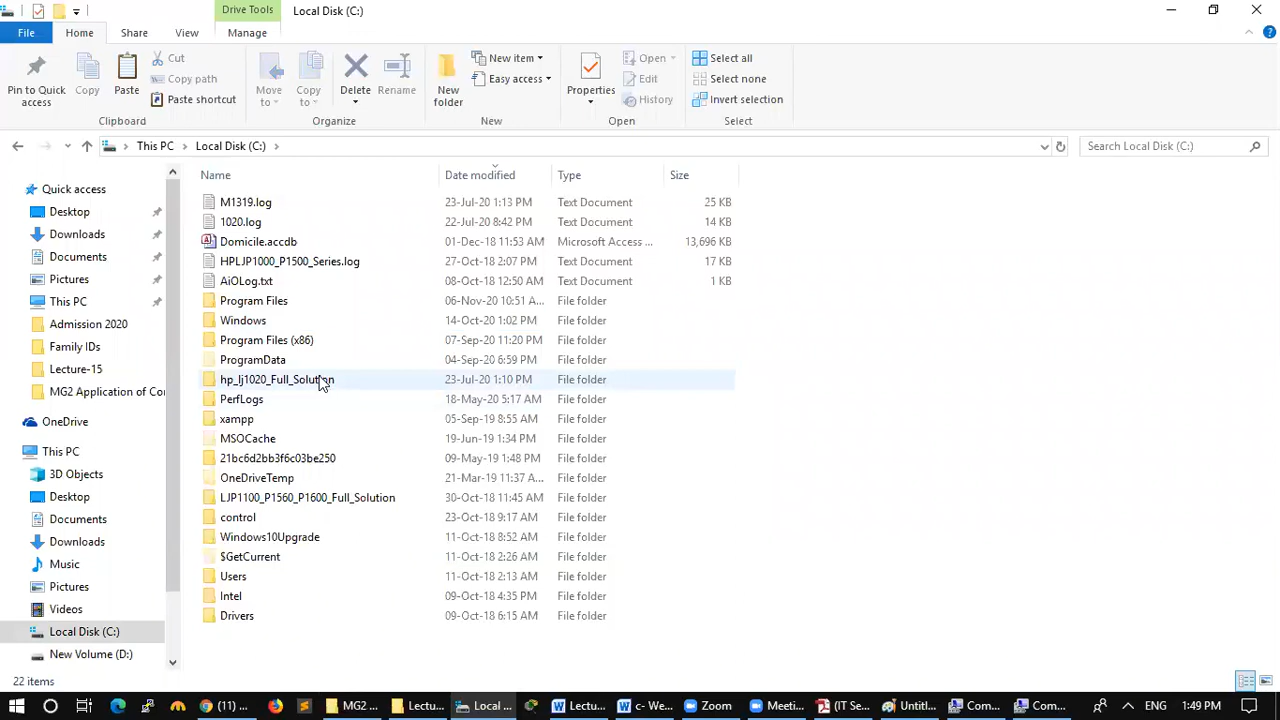 Drive Tools
Local Disk (C:)
File
Home
Share
View
Manage
Pin to Quick access
Copy
Paste
Cut
Copy path
Paste shortcut
Clipboard
Move to
Copy to
Delete
Rename
Organize
New folder
New item
Easy access
New
Properties
Open
Edit
History
Open
Select all
Select none
Invert selection
Select
This PC
Local Disk (C:)
Search Local Disk (C:)
Quick access
Desktop
Downloads
Documents
Pictures
This PC
Admission 2020
Family IDs
Lecture-15
MG2 Application of Co
OneDrive
This PC
3D Objects
Desktop
Documents
Downloads
Music
Pictures
Videos
Local Disk (C:)
New Volume (D:)
Name Date modified Type Size
M1319.log 23-Jul-20 1:13 PM Text Document 25 KB
1020.log 22-Jul-20 8:42 PM Text Document 14 KB
Domicile.accdb 01-Dec-18 11:53 AM Microsoft Access ... 13,696 KB
HPLJP1000_P1500_Series.log 27-Oct-18 2:07 PM Text Document 17 KB
AiOLog.txt 08-Oct-18 12:50 AM Text Document 1 KB
Program Files 06-Nov-20 10:51 A... File folder
Windows 14-Oct-20 1:02 PM File folder
Program Files (x86) 07-Sep-20 11:20 PM File folder
ProgramData 04-Sep-20 6:59 PM File folder
hp_lj1020_Full_Solution 23-Jul-20 1:10 PM File folder
PerfLogs 18-May-20 5:17 AM File folder
xampp 05-Sep-19 8:55 AM File folder
MSOCache 19-Jun-19 1:34 PM File folder
21bc6d2bb3f6c03be250 09-May-19 1:48 PM File folder
OneDriveTemp 21-Mar-19 11:37 A... File folder
LJP1100_P1560_P1600_Full_Solution 30-Oct-18 11:45 AM File folder
control 23-Oct-18 9:17 AM File folder
Windows10Upgrade 11-Oct-18 8:52 AM File folder
$GetCurrent 11-Oct-18 2:26 AM File folder
Users 11-Oct-18 2:13 AM File folder
Intel 09-Oct-18 4:35 PM File folder
Drivers 09-Oct-18 6:15 AM File folder
22 items
(11) ...
MG2 ...
Lectu...
Local ...
Lectu...
c- We...
Zoom
Meeti...
(IT Se...
Untitl...
Com...
Com...
1:49 PM